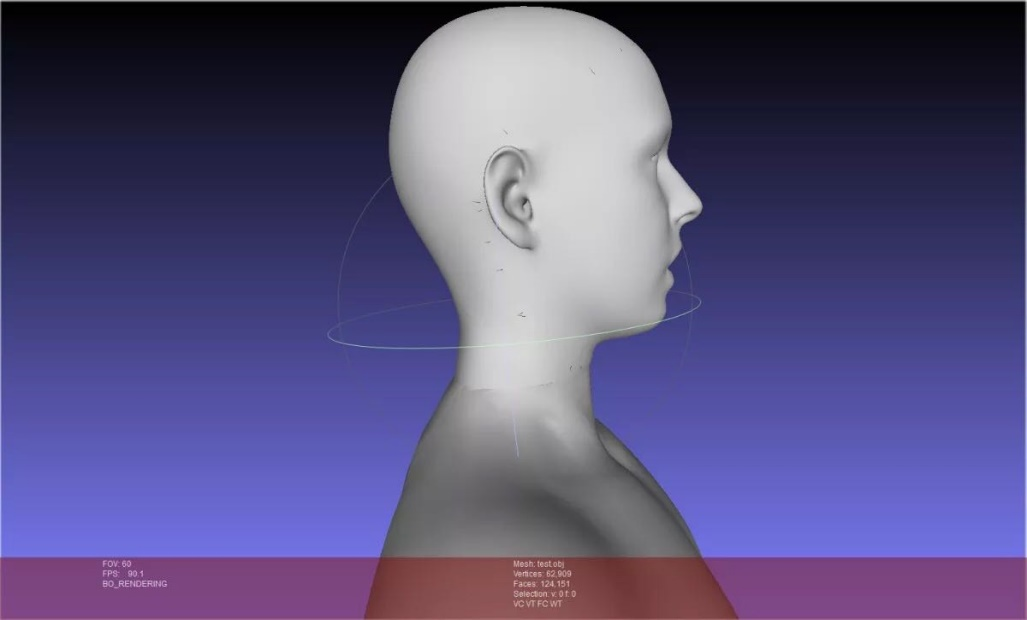 FOV: 60
FPS: 90.1
BO_RENDERING
Mesh: test.obj
Vertices: 62,909
Faces: 124,151
Selection: v: 0 f: 0
VC VT FC WT